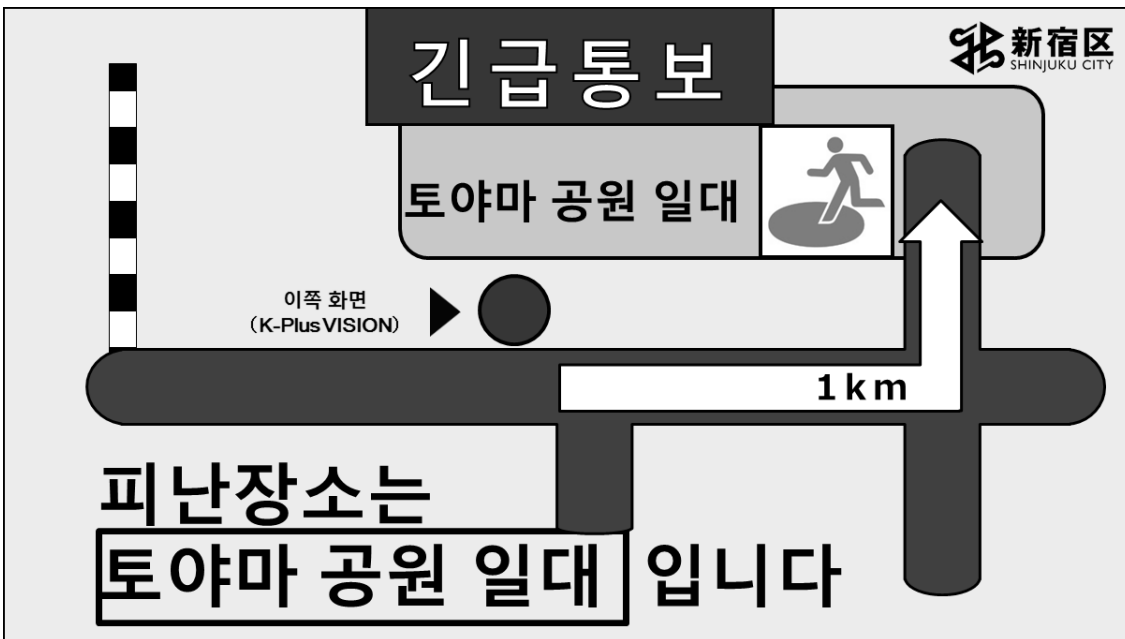 긴급통보
新宿区
SHINJUKU CITY
토야마 공원 일대
이쪽 화면
（K-Plus VISION）
1km
피난장소는
토야마 공원 일대 입니다